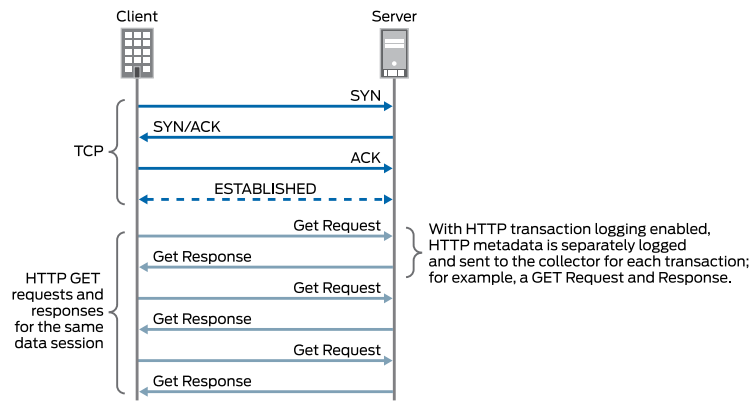 Client
Server
SYN
SYN/ACK
TCP
ACK
ESTABLISHED
Get Request
With HTTP transaction logging enabled,
HTTP metadata is separately logged
and sent to the collector for each transaction;
for example, a GET Request and Response.
Get Response
HTTP GET
requests and
responses
for the same
data session
Get Request
Get Response
Get Request
Get Response